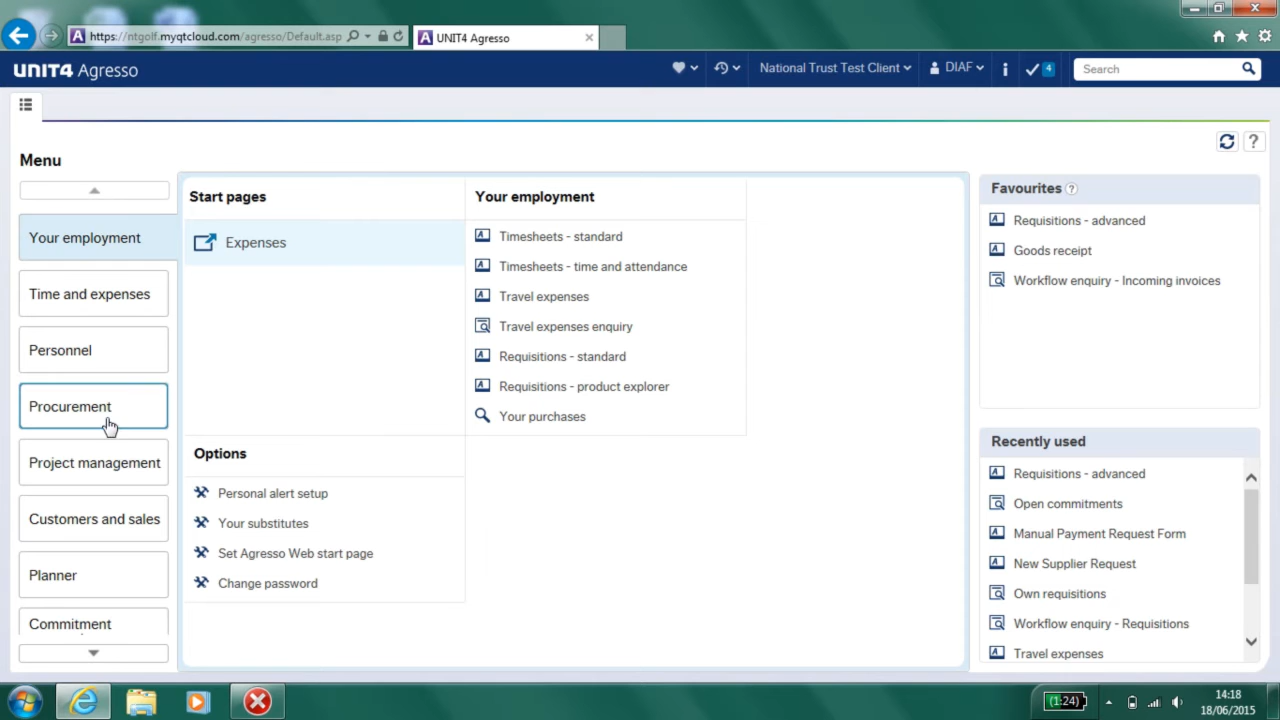 https://ntgolf.myqtcloud.com/agresso/Default.asp
UNIT4 Agresso
UNIT4 Agresso
National Trust Test Client
DIAF
4
Search
Menu
Your employment
Time and expenses
Personnel
Procurement
Project management
Customers and sales
Planner
Commitment
Start pages
Expenses
Your employment
Timesheets - standard
Timesheets - time and attendance
Travel expenses
Travel expenses enquiry
Requisitions - standard
Requisitions - product explorer
Your purchases
Options
Personal alert setup
Your substitutes
Set Agresso Web start page
Change password
Favourites
Requisitions - advanced
Goods receipt
Workflow enquiry - Incoming invoices
Recently used
Requisitions - advanced
Open commitments
Manual Payment Request Form
New Supplier Request
Own requisitions
Workflow enquiry - Requisitions
Travel expenses
(1:24)
14:18
18/06/2015